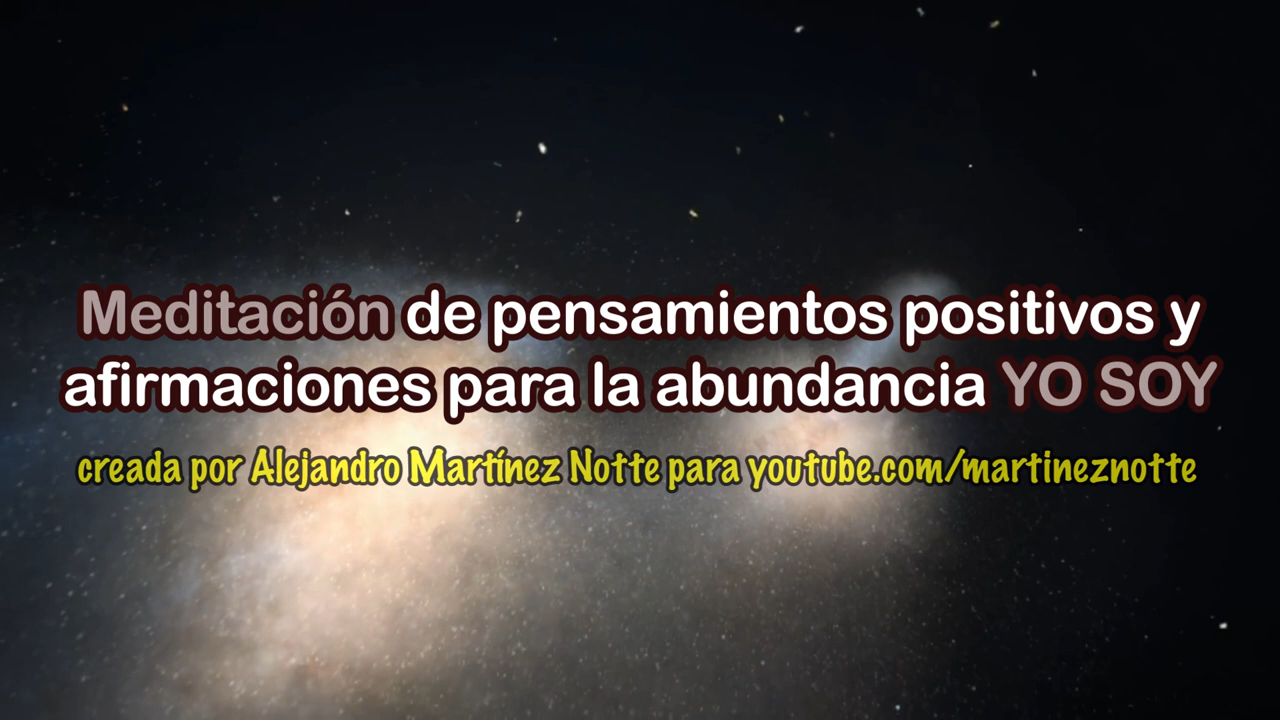 Meditación de pensamientos positivos y
afirmaciones para la abundancia YO SOY
creada por Alejandro Martínez Notte para youtube.com/martineznotte